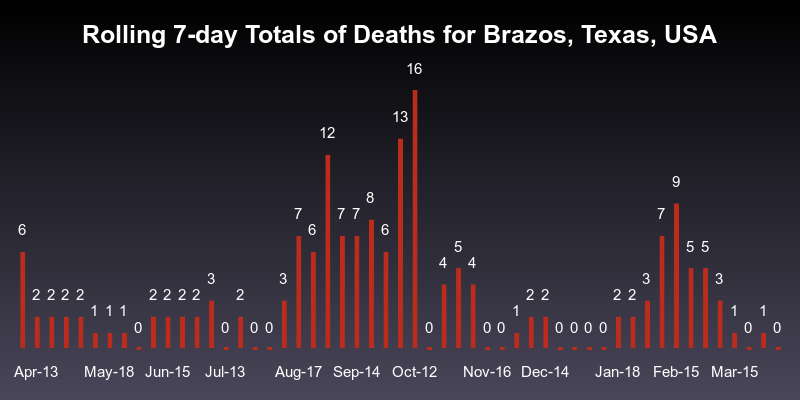 Rolling 7-day Totals of Deaths for Brazos, Texas, USA
6 2 2 2 2 1 1 1 0 2 2 2 2 3 0 2 0 0 3 7 6 12 7 7 8 6 13 16 0 4 5 4 0 0 1 2 2 0 0 0 0 2 2 3 7 9 5 5 3 1 0 1 0
Apr-13 May-18 Jun-15 Jul-13 Aug-17 Sep-14 Oct-12 Nov-16 Dec-14 Jan-18 Feb-15 Mar-15